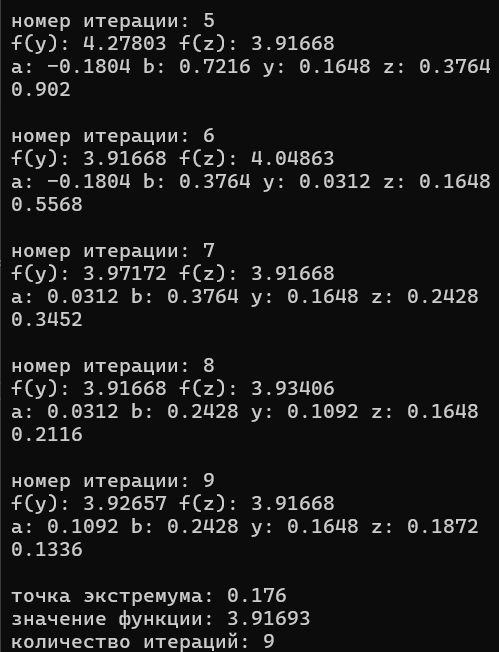 номер итерации: 5
f(y): 4.27803 f(z): 3.91668
a: -0.1804 b: 0.7216 y: 0.1648 z: 0.3764
0.902
номер итерации: 6
f(y): 3.91668 f(z): 4.04863
a: -0.1804 b: 0.3764 y: 0.0312 z: 0.1648
0.5568
номер итерации: 7
f(y): 3.97172 f(z): 3.91668
a: 0.0312 b: 0.3764 y: 0.1648 z: 0.2428
0.3452
номер итерации: 8
f(y): 3.91668 f(z): 3.93406
a: 0.0312 b: 0.2428 y: 0.1092 z: 0.1648
0.2116
номер итерации: 9
f(y): 3.92657 f(z): 3.91668
a: 0.1092 b: 0.2428 y: 0.1648 z: 0.1872
0.1336
точка экстремума: 0.176
значение функции: 3.91693
количество итераций: 9